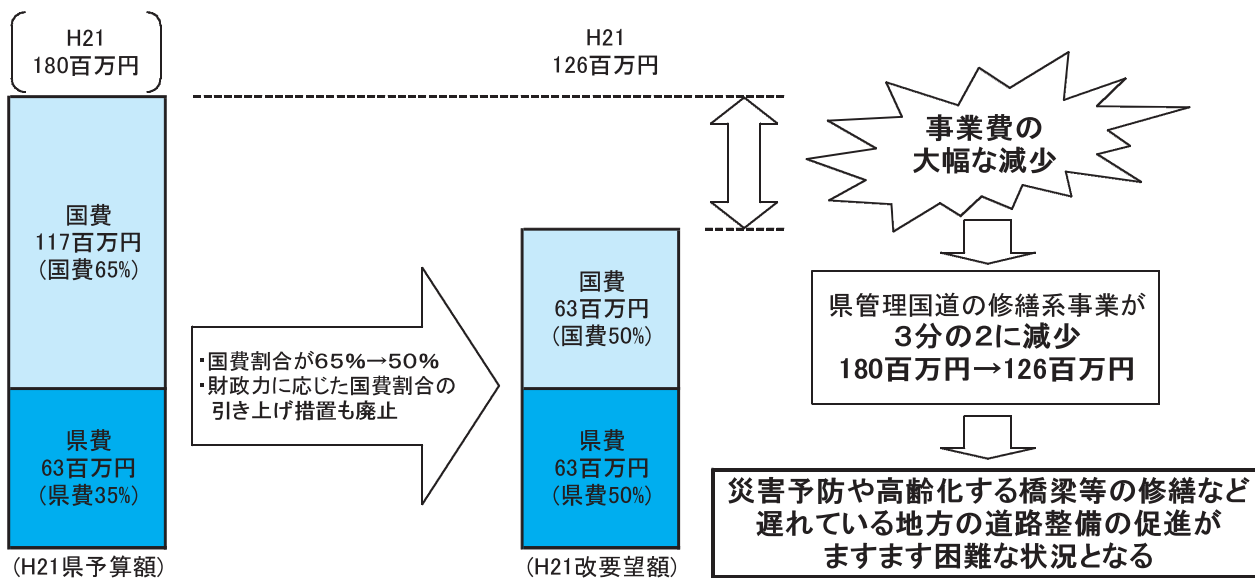 H21
180百万円
国費
117百万円
(国費65%)
県費
63百万円
(県費35%)
(H21県予算額)
・国費割合が65%→50%
・財政力に応じた国費割合の
引き上げ措置も廃止
H21
126百万円
国費
63百万円
(国費50%)
県費
63百万円
(県費50%)
(H21改要望額)
事業費の
大幅な減少
県管理国道の修繕系事業が
3分の2に減少
180百万円→126百万円
災害予防や高齢化する橋梁等の修繕など
遅れている地方の道路整備の促進が
ますます困難な状況となる